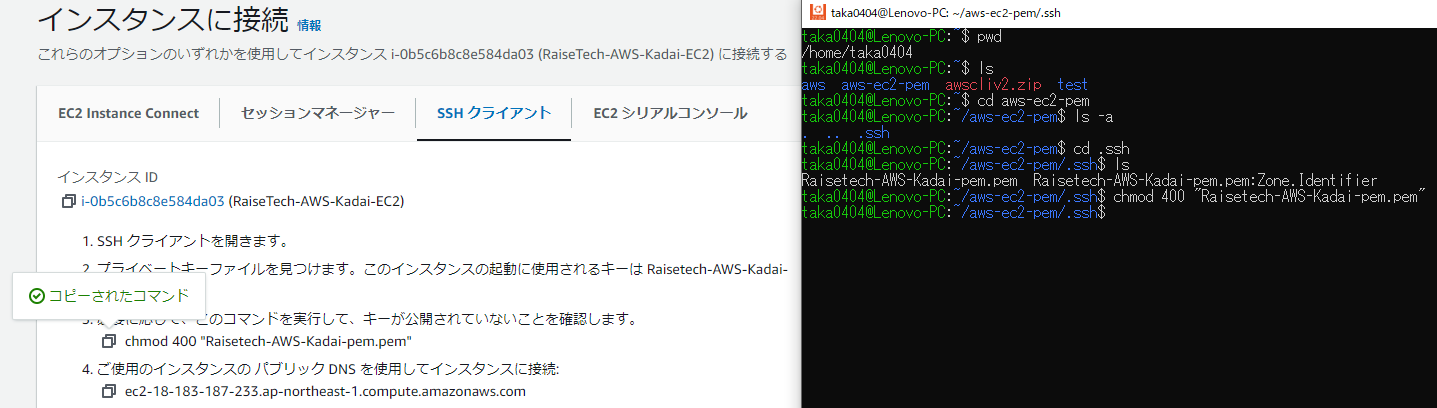 インスタンスに接続 情報
これらのオプションのいずれかを使用してインスタンス i-0b5c6b8c8e584da03 (RaiseTech-AWS-Kadai-EC2) に接続する
EC2 Instance Connect
セッションマネージャー
SSH クライアント
EC2 シリアルコンソール
インスタンス ID
i-0b5c6b8c8e584da03 (RaiseTech-AWS-Kadai-EC2)
1. SSH クライアントを開きます。
2. プライベートキーファイルを見つけます。このインスタンスの起動に使用されるキーは Raisetech-AWS-Kadai-
コピーされたコマンド
に応じて、このコマンドを実行して、キーが公開されていないことを確認します。
chmod 400 "Raisetech-AWS-Kadai-pem.pem"
4. ご使用のインスタンスの パブリック DNS を使用してインスタンスに接続:
ec2-18-183-187-233.ap-northeast-1.compute.amazonaws.com
taka0404@Lenovo-PC: ~/aws-ec2-pem/.ssh
taka0404@Lenovo-PC:~$ pwd
/home/taka0404
taka0404@Lenovo-PC:~$ ls
aws aws-ec2-pem awscliv2.zip test
taka0404@Lenovo-PC:~$ cd aws-ec2-pem
taka0404@Lenovo-PC:~/aws-ec2-pem$ ls -a
. .. .ssh
taka0404@Lenovo-PC:~/aws-ec2-pem$ cd .ssh
taka0404@Lenovo-PC:~/aws-ec2-pem/.ssh$ ls
Raisetech-AWS-Kadai-pem.pem Raisetech-AWS-Kadai-pem.pem:Zone.Identifier
taka0404@Lenovo-PC:~/aws-ec2-pem/.ssh$ chmod 400 "Raisetech-AWS-Kadai-pem.pem"
taka0404@Lenovo-PC:~/aws-ec2-pem/.ssh$